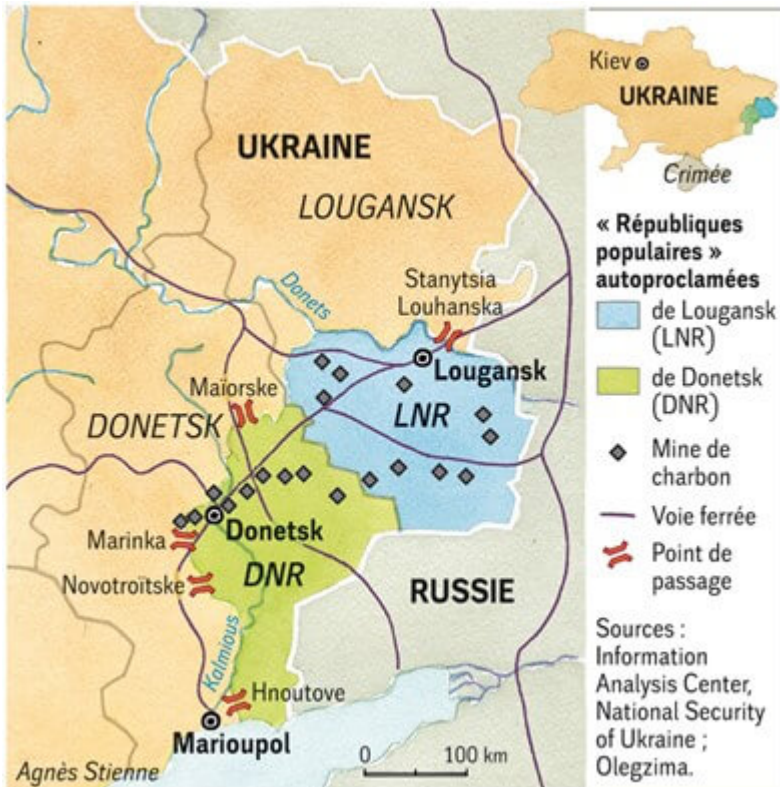 UKRAINE
LOUGANSK
Donets
Stanytsia
Louhanska
Lougansk
Maïorske
DONETSK
LNR
Donetsk
Marinka
DNR
Novotroïtske
RUSSIE
Kalmious
Hnoutove
Marioupol
0 100 km
Agnès Stienne
Kiev
UKRAINE
Crimée
« Républiques
populaires »
autoproclamées
de Lougansk
(LNR)
de Donetsk
(DNR)
Mine de
charbon
Voie ferrée
Point de
passage
Sources :
Information
Analysis Center,
National Security
of Ukraine ;
Olegzima.